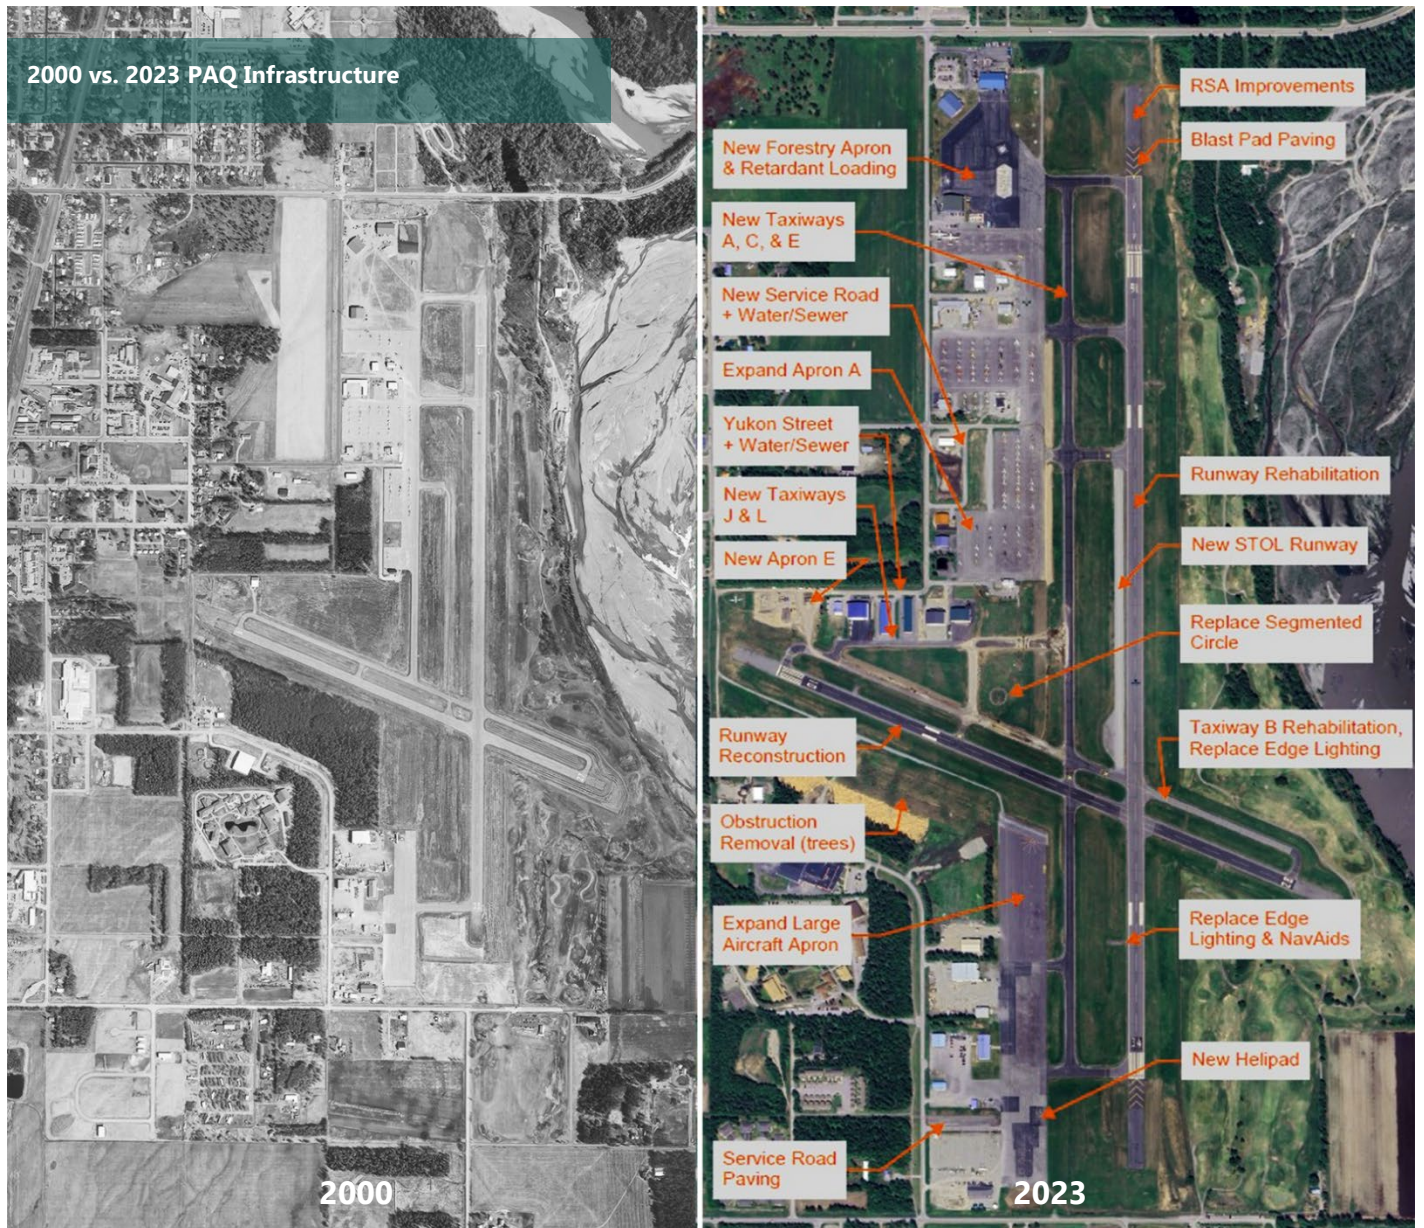 2000 vs. 2023 PAQ Infrastructure
RSA Improvements
Blast Pad Paving
New Forestry Apron
& Retardant Loading
New Taxiways
A, C, & E
New Service Road
+ Water/Sewer
Expand Apron A
Yukon Street
+ Water/Sewer
New Taxiways
J & L
New Apron E
Runway Rehabilitation
New STOL Runway
Replace Segmented
Circle
Runway
Reconstruction
Taxiway B Rehabilitation,
Replace Edge Lighting
Obstruction
Removal (trees)
Expand Large
Aircraft Apron
Replace Edge
Lighting & NavAids
New Helipad
Service Road
Paving
2000
2023